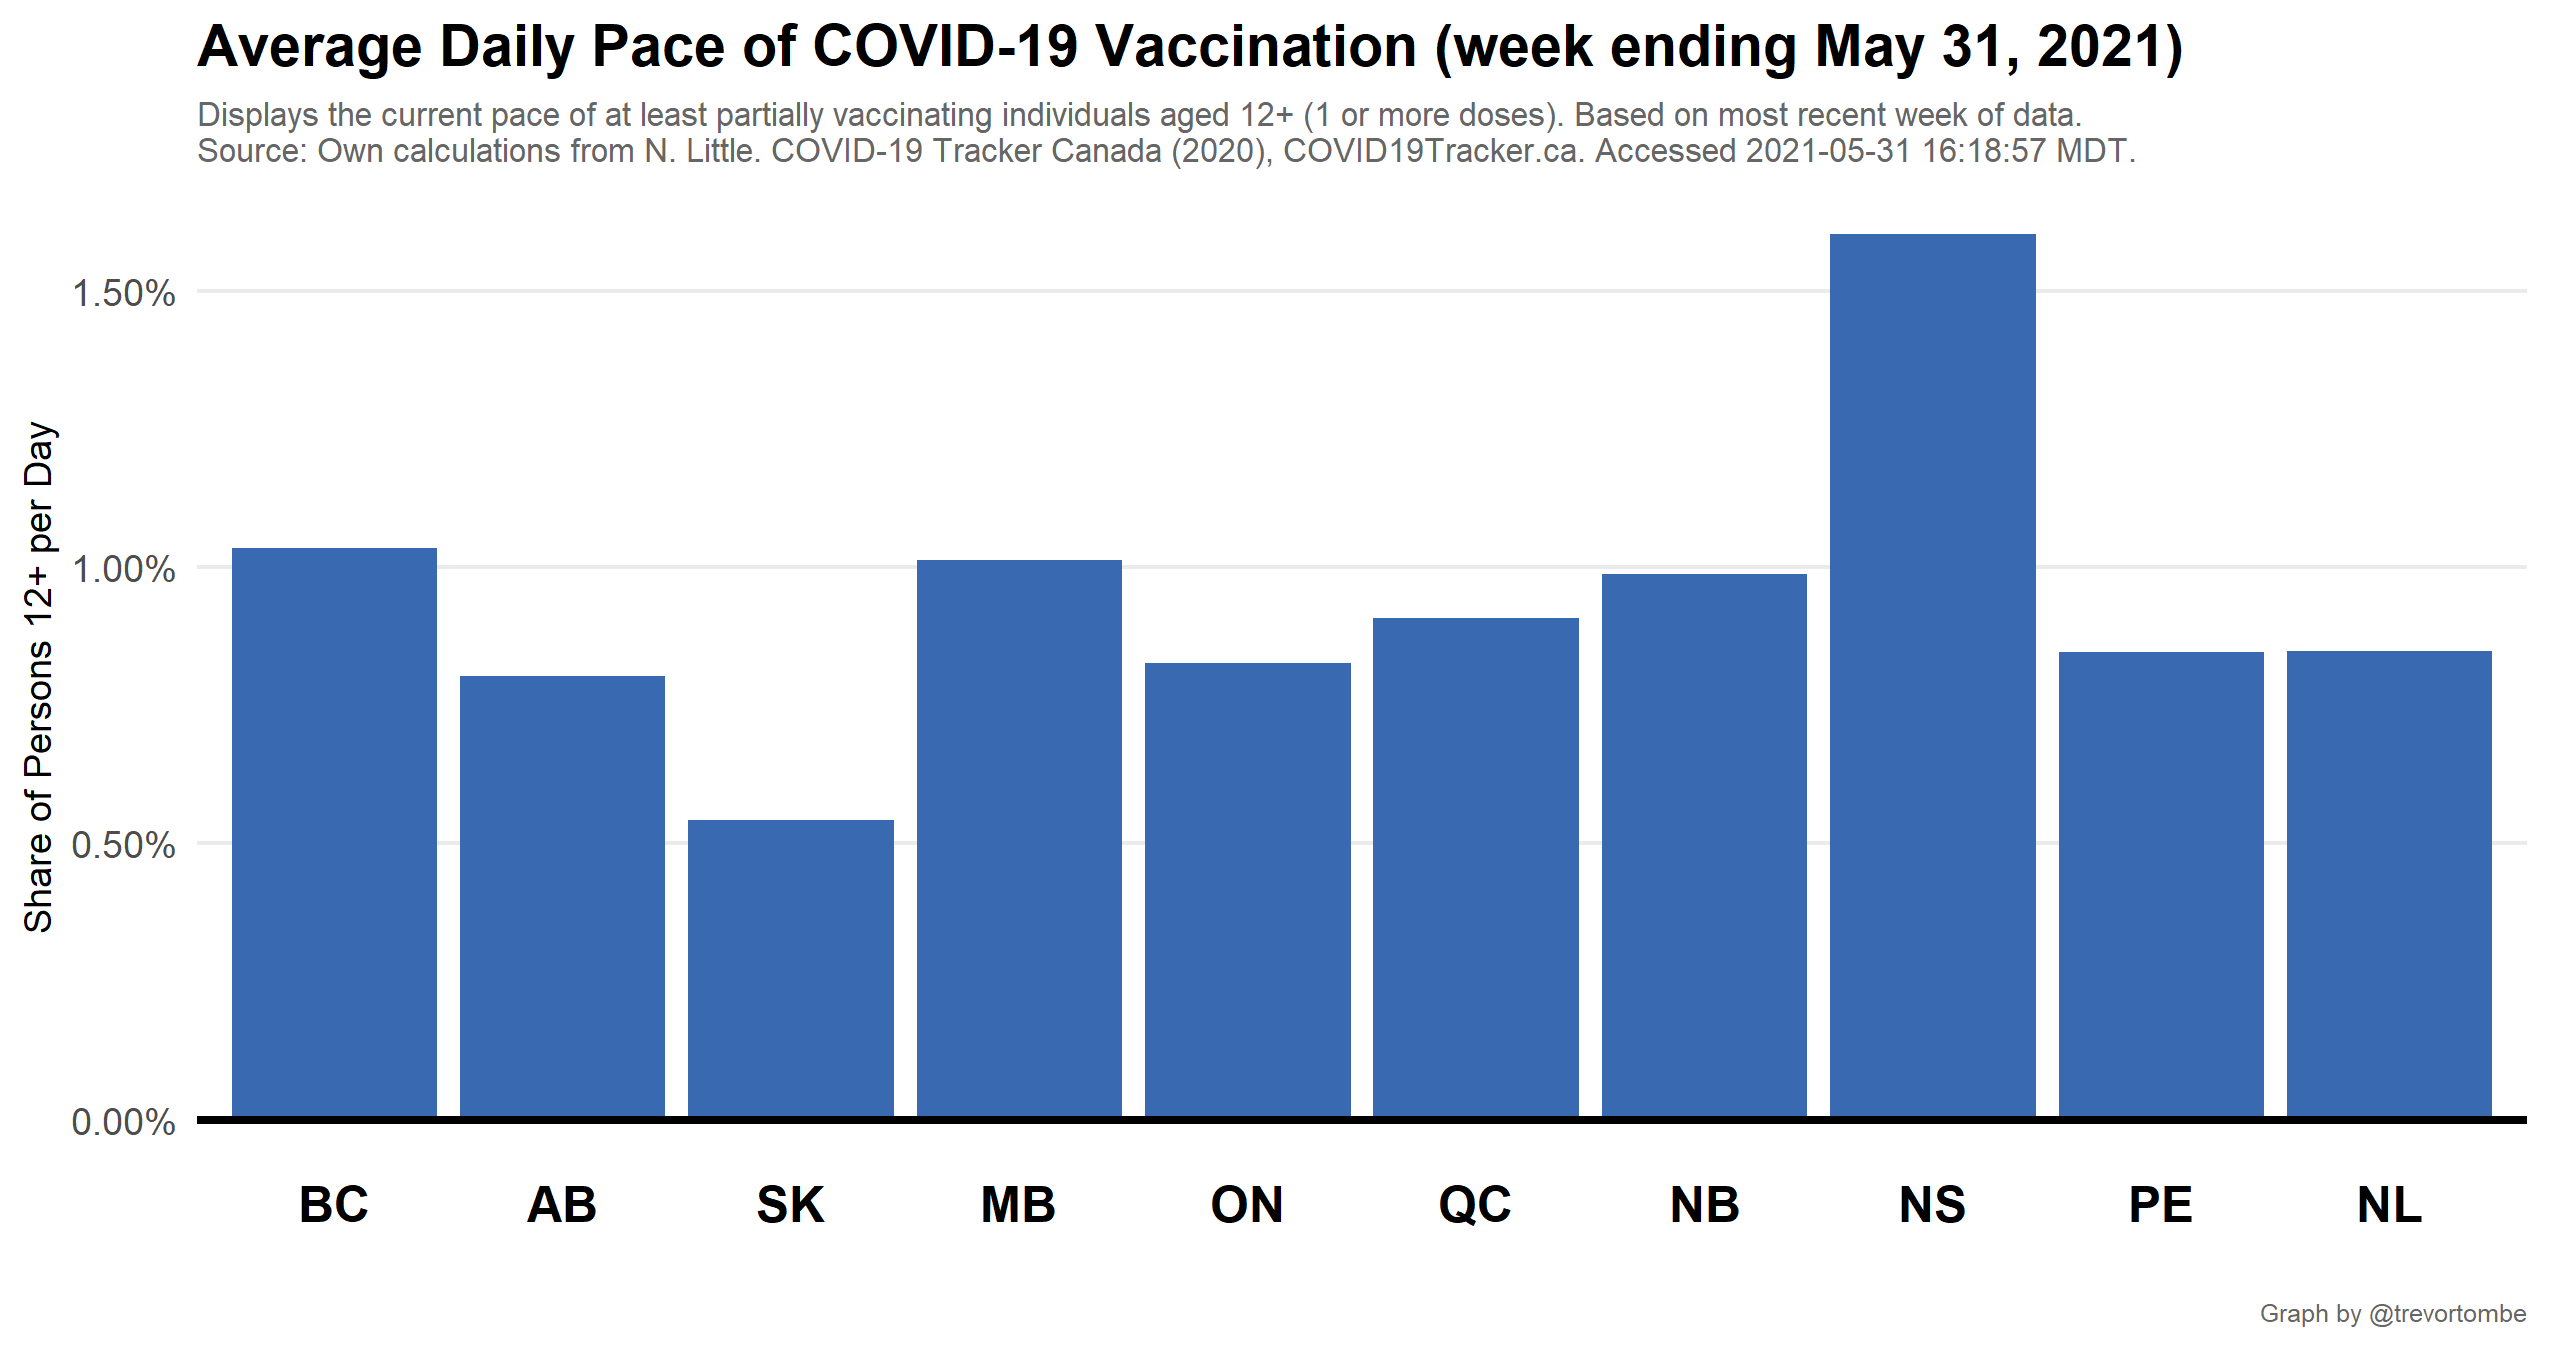 Average Daily Pace of COVID-19 Vaccination (week ending May 31, 2021)
Displays the current pace of at least partially vaccinating individuals aged 12+ (1 or more doses). Based on most recent week of data.
Source: Own calculations from N. Little. COVID-19 Tracker Canada (2020), COVID19Tracker.ca. Accessed 2021-05-31 16:18:57 MDT.
Share of Persons 12+ per Day
1.50%
1.00%
0.50%
0.00%
BC AB SK MB ON QC NB NS PE NL
Graph by @trevortombe